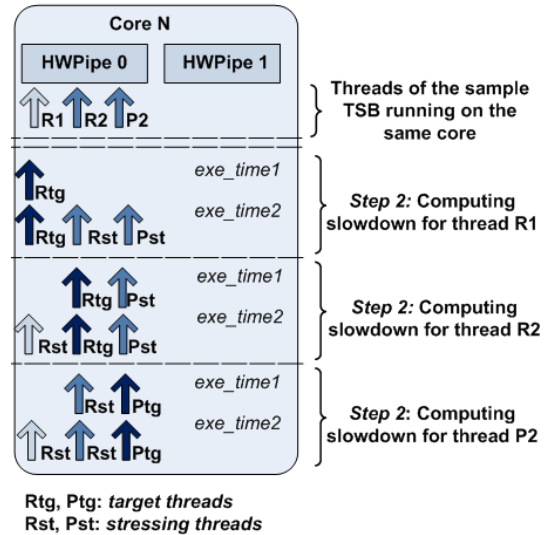 Core N
HWPipe 0
HWPipe 1
R1 R2 P2
Threads of the sample
TSB running on the
same core
exe_time1
Rtg
exe_time2
Rtg Rst Pst
Step 2: Computing
slowdown for thread R1
exe_time1
Rtg Pst
exe_time2
Rst Rtg Pst
Step 2: Computing
slowdown for thread R2
exe_time1
Rst Ptg
exe_time2
Rst Rst Ptg
Step 2: Computing
slowdown for thread P2
Rtg, Ptg: target threads
Rst, Pst: stressing threads